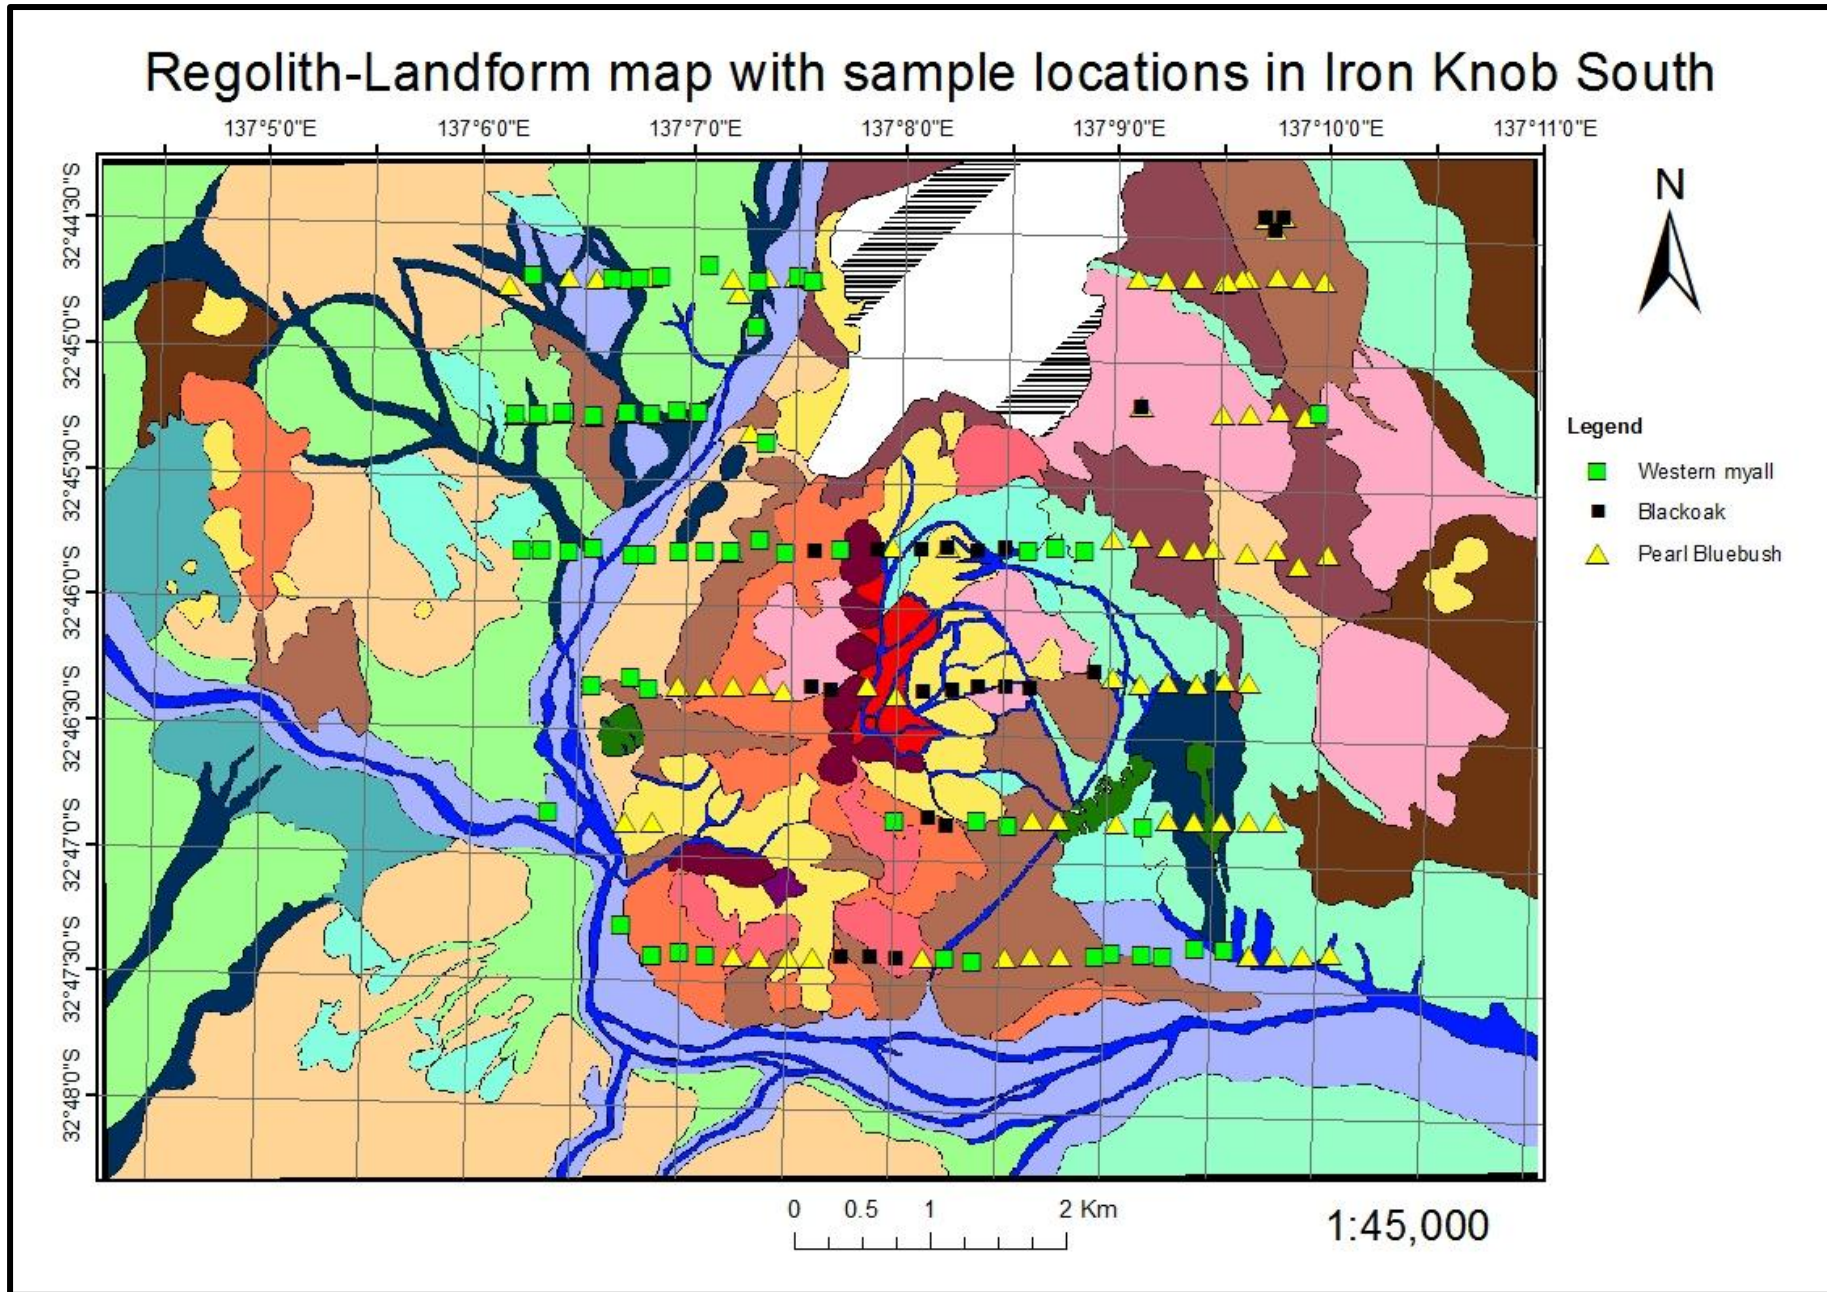 Regolith-Landform map with sample locations in Iron Knob South
137°5'0"E 137°6'0"E 137°7'0"E 137°8'0"E 137°9'0"E 137°10'0"E 137°11'0"E
N
32°44'30"S
32°45'0"S
32°45'30"S
32°46'0"S
32°46'30"S
32°47'0"S
32°47'30"S
32°48'0"S
Legend
Western myall
Blackoak
Pearl Bluebush
0 0.5 1 2 Km
1:45,000